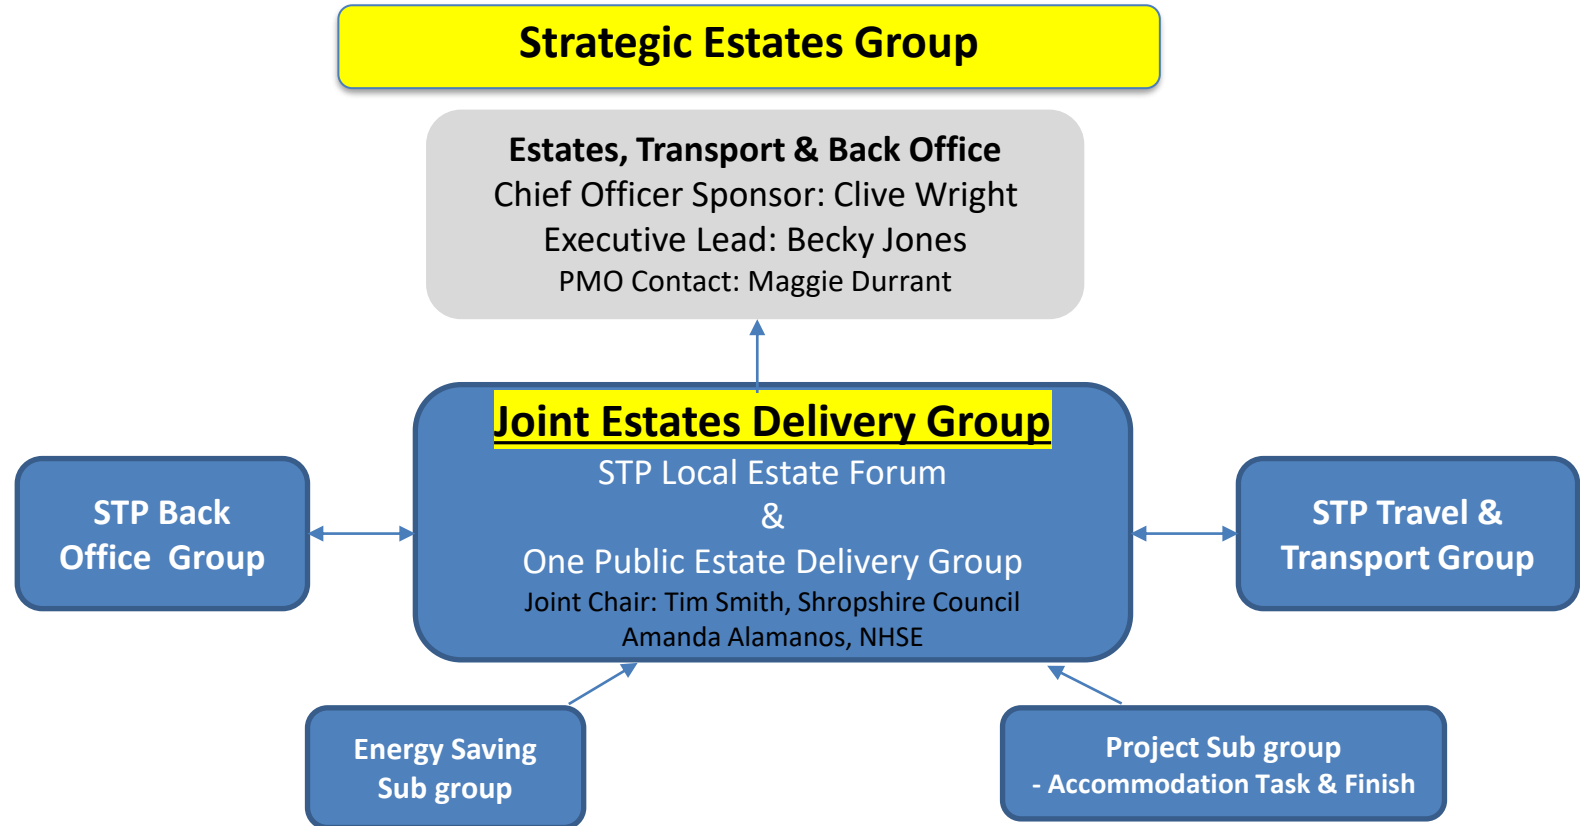 Strategic Estates Group
Estates, Transport & Back Office
Chief Officer Sponsor: Clive Wright
Executive Lead: Becky Jones
PMO Contact: Maggie Durrant
Joint Estates Delivery Group
STP Local Estate Forum
&
One Public Estate Delivery Group
Joint Chair: Tim Smith, Shropshire Council
Amanda Alamanos, NHSE
STP Back
Office  Group
STP Travel &
Transport Group
Energy Saving
Sub group
Project Sub group
- Accommodation Task & Finish